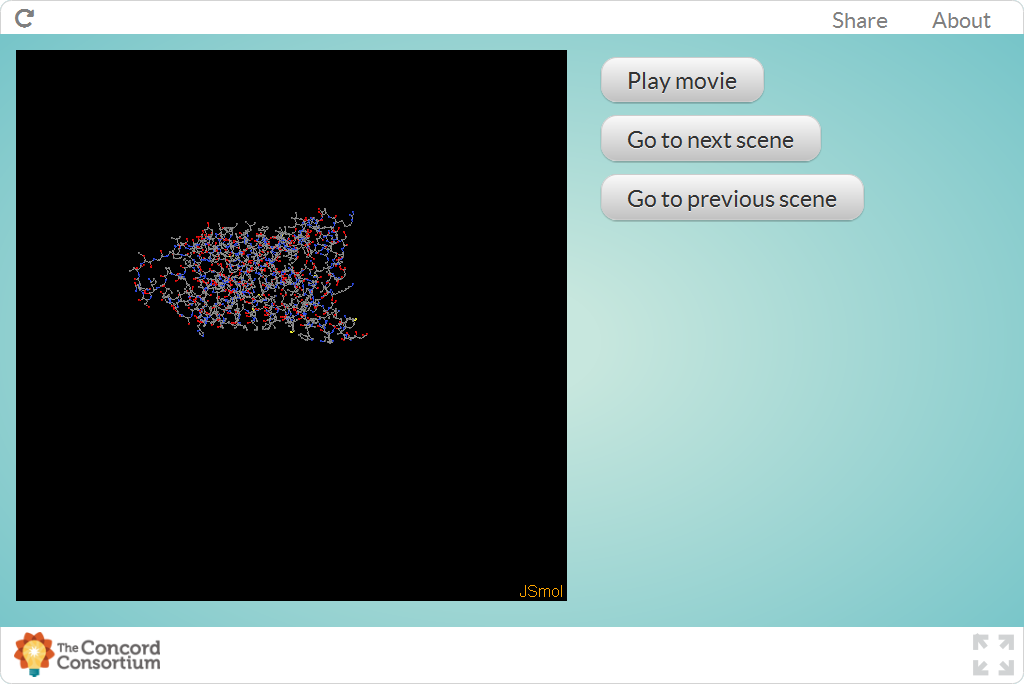 Share About
Play movie
Go to next scene
Go to previous scene
JSmol
The Concord
Consortium